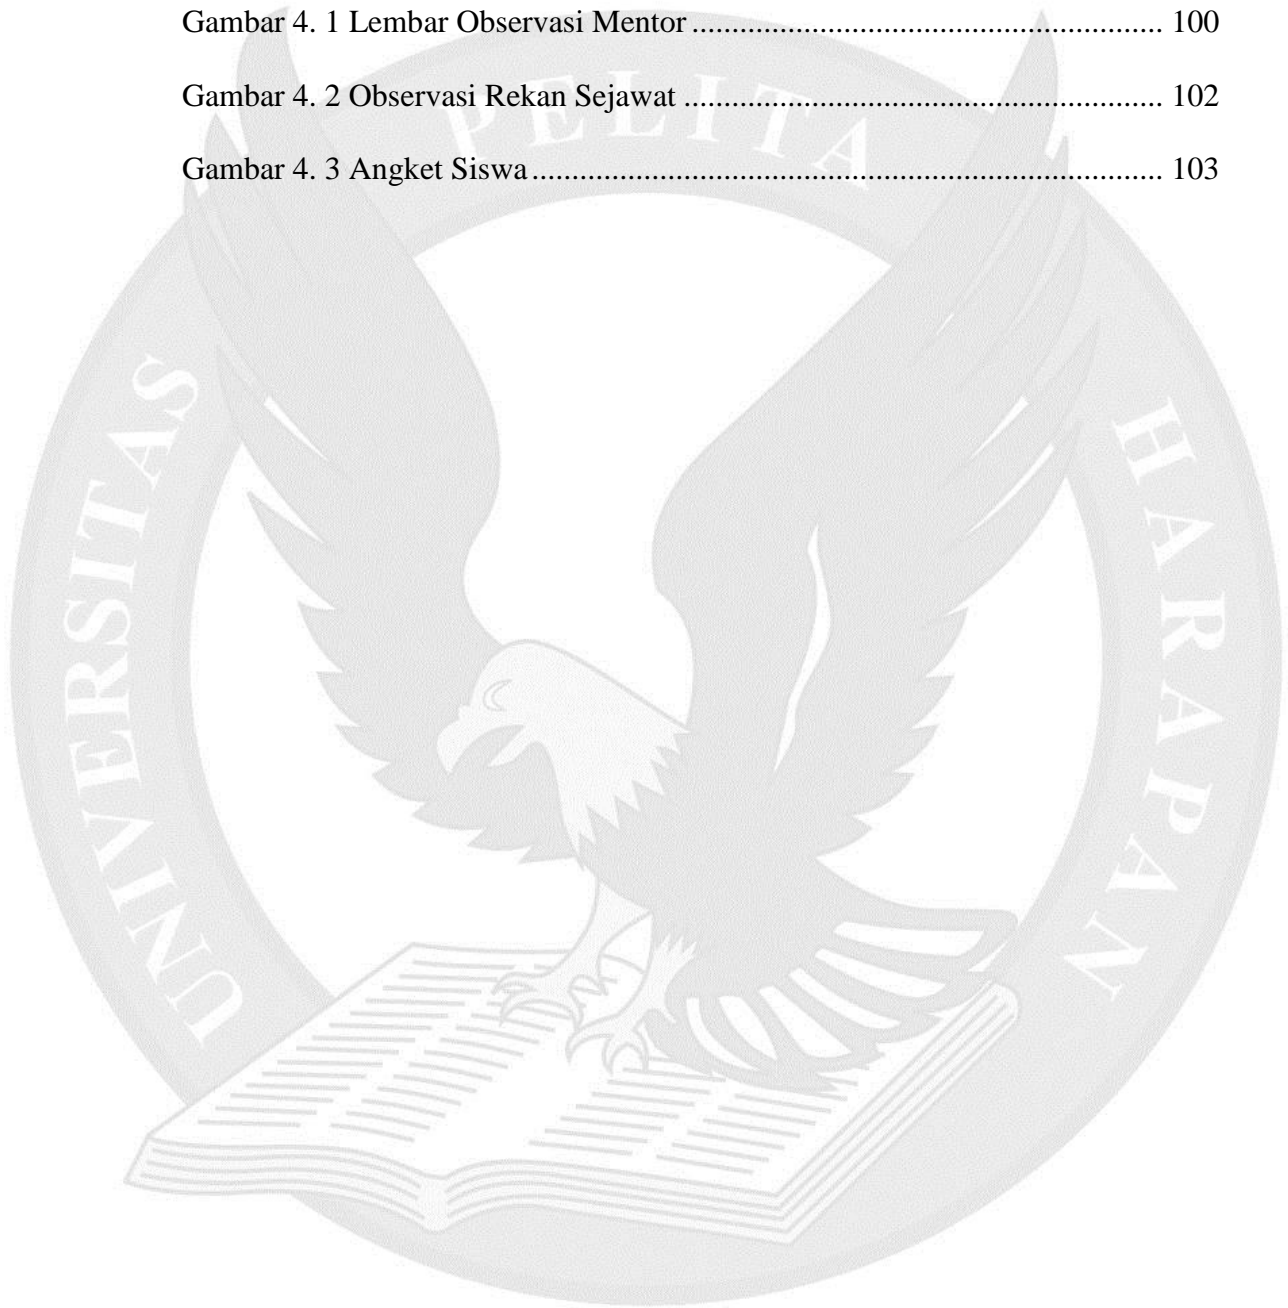 Gambar 4. 1 Lembar Observasi Mentor ........................................................... 100
Gambar 4. 2 Observasi Rekan Sejawat ............................................................ 102
Gambar 4. 3 Angket Siswa ............................................................................... 103
UNIVERSITAS PELITA HARAPAN